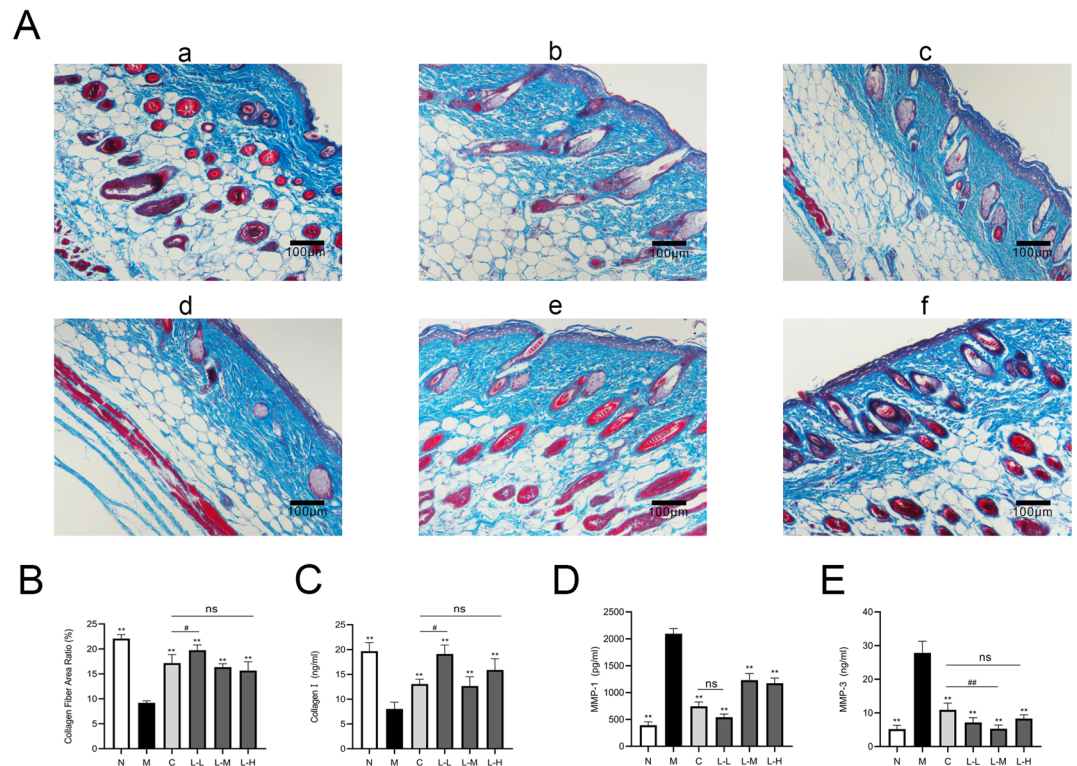 A
a
b
c
100μm
100μm
100μm
d
e
f
100μm
100μm
100μm
B
Collagen Fiber Area Ratio (%)
25
20
15
10
5
0
**
**
#
**
**
**
ns
N M C L-L L-M L-H
C
Collagen Ⅰ (ng/ml)
25
20
15
10
5
0
**
**
#
**
**
**
ns
N M C L-L L-M L-H
D
MMP-1 (pg/ml)
2500
2000
1500
1000
500
0
**
**
ns
**
**
**
N M C L-L L-M L-H
E
MMP-3 (ng/ml)
40
30
20
10
0
**
**
**
**
**
##
ns
N M C L-L L-M L-H